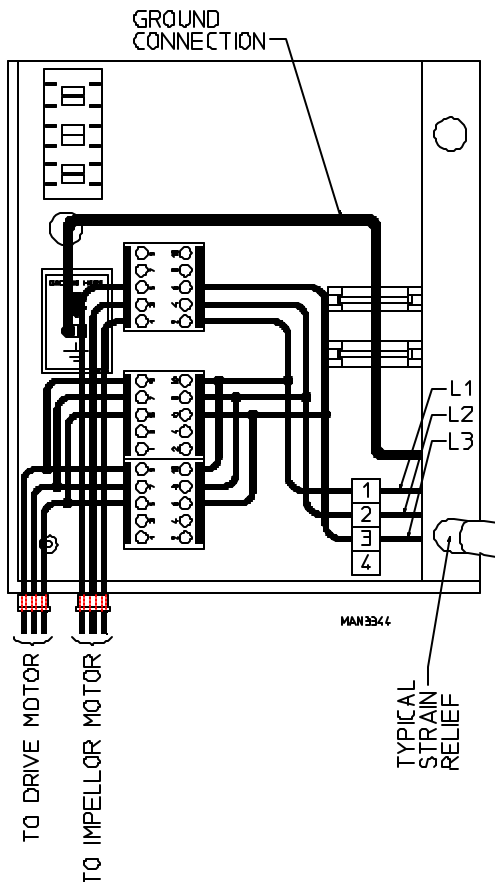 GROUND
CONNECTION
L1
L2
L3
1
2
3
4
MAN3344
TO DRIVE MOTOR
TO IMPELLOR MOTOR
TYPICAL
STRAIN
RELIEF